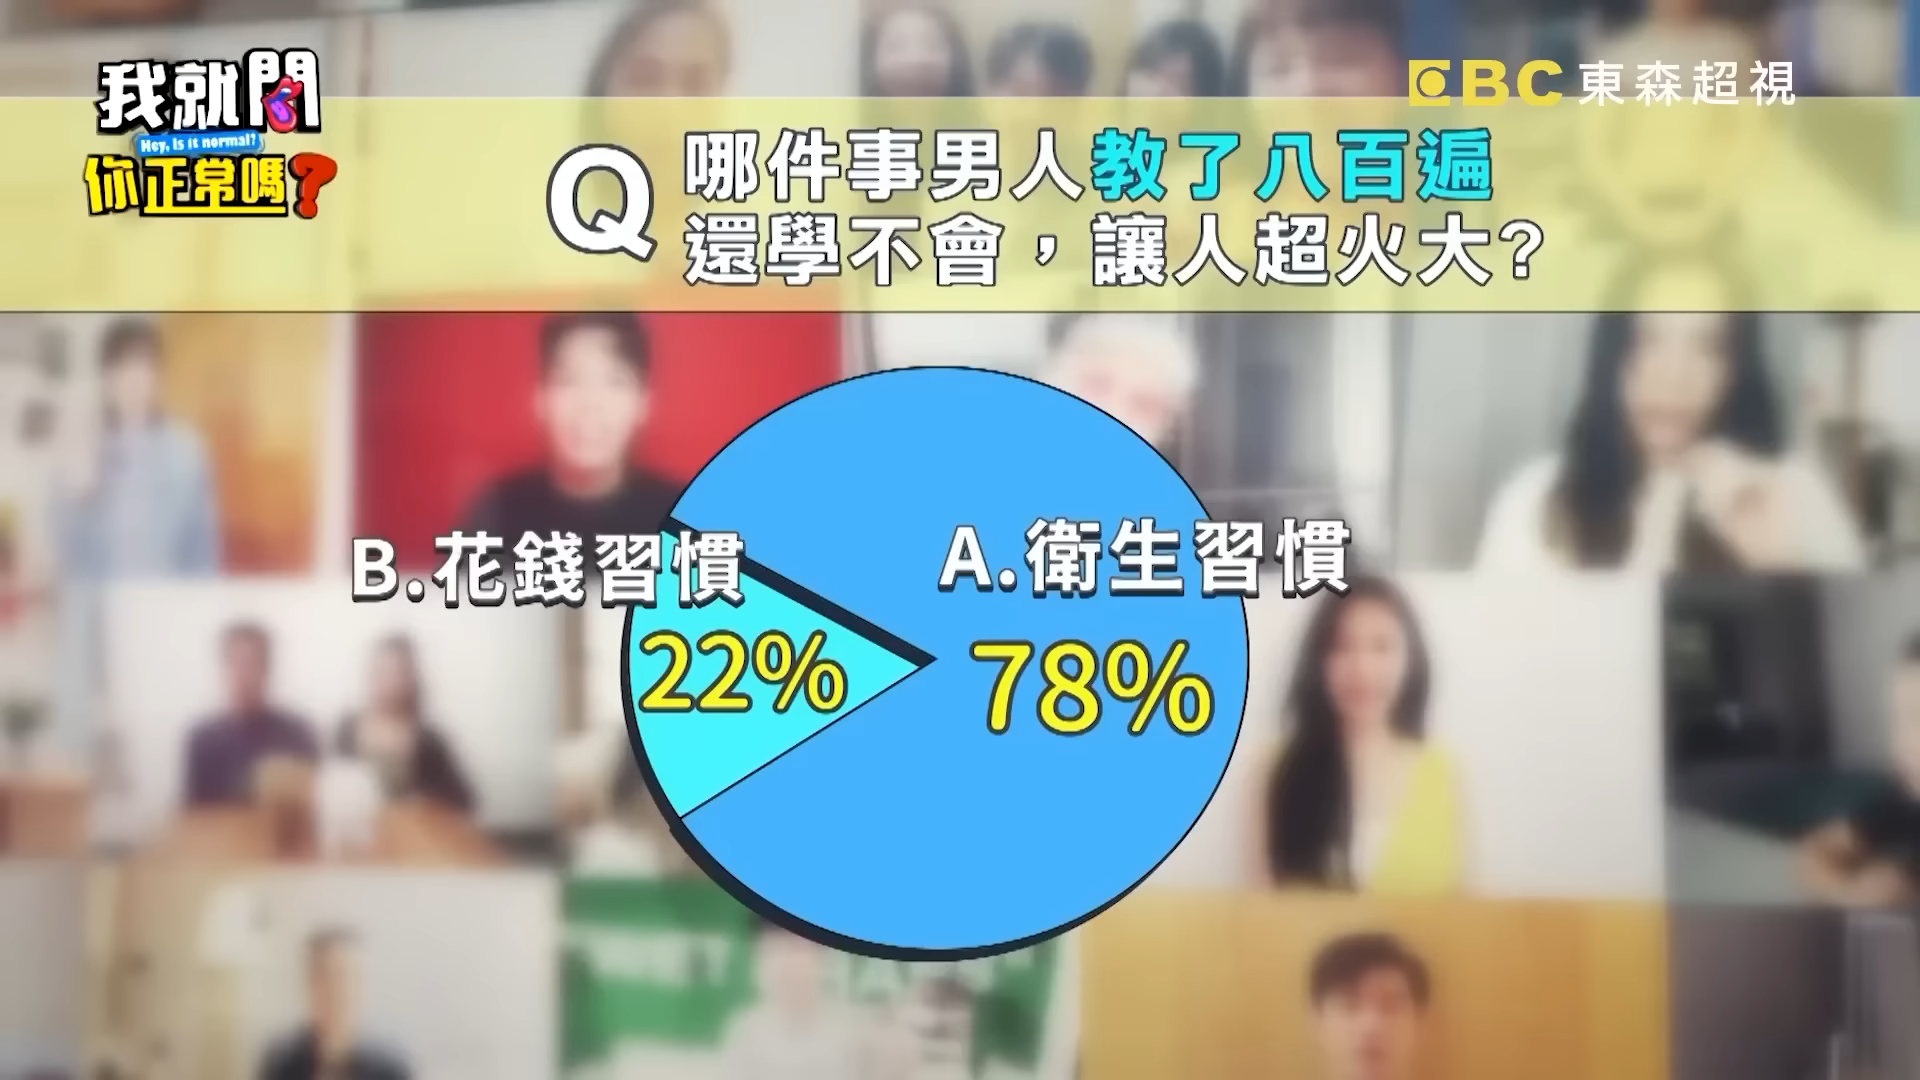 我就問
Hey, is it normal?
你正常嗎?
EBC 東森超視
Q 哪件事男人教了八百遍
還學不會，讓人超火大?
B.花錢習慣
22%
A.衛生習慣
78%